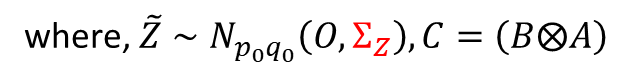 where, Z̃ ~ N_{p₀q₀}(O, Σ_Z), C = (B⊗A)